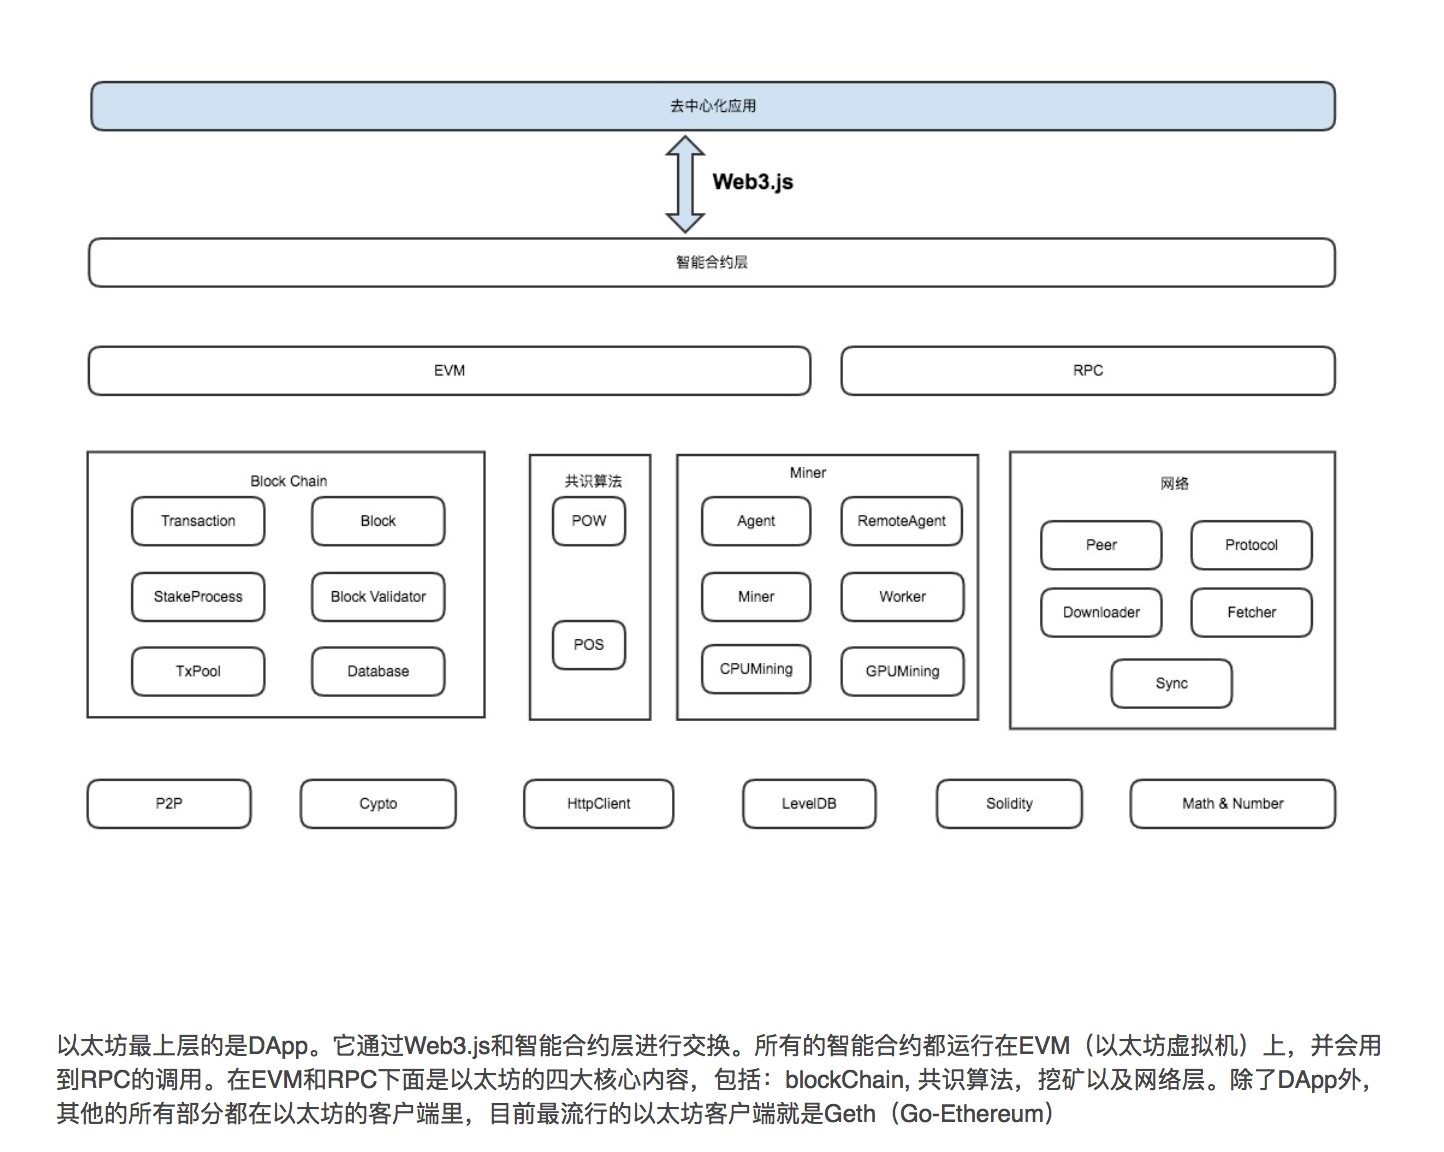 去中心化应用
Web3.js
智能合约层
EVM
RPC
Block Chain
Transaction
Block
StakeProcess
Block Validator
TxPool
Database
共识算法
POW
POS
Miner
Agent
RemoteAgent
Miner
Worker
CPUMining
GPUMining
网络
Peer
Protocol
Downloader
Fetcher
Sync
P2P
Cypto
HttpClient
LevelDB
Solidity
Math & Number
以太坊最上层的是DApp。它通过Web3.js和智能合约层进行交换。所有的智能合约都运行在EVM（以太坊虚拟机）上，并会用
到RPC的调用。在EVM和RPC下面是以太坊的四大核心内容，包括：blockChain, 共识算法，挖矿以及网络层。除了DApp外，
其他的所有部分都在以太坊的客户端里，目前最流行的以太坊客户端就是Geth（Go-Ethereum）